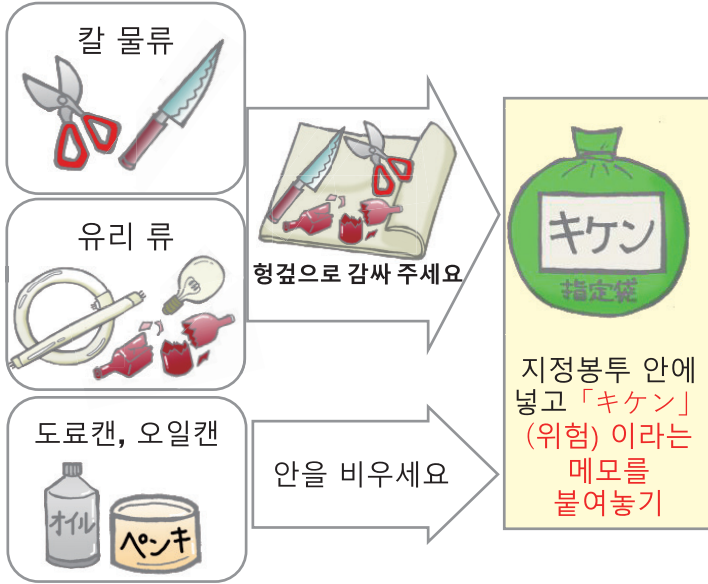 칼 물류
유리 류
헝겊으로 감싸 주세요
도료캔, 오일캔
オイル
ペンキ
안을 비우세요
キケン
指定袋
지정봉투 안에
넣고「キケン」
(위험) 이라는
메모를
붙여놓기